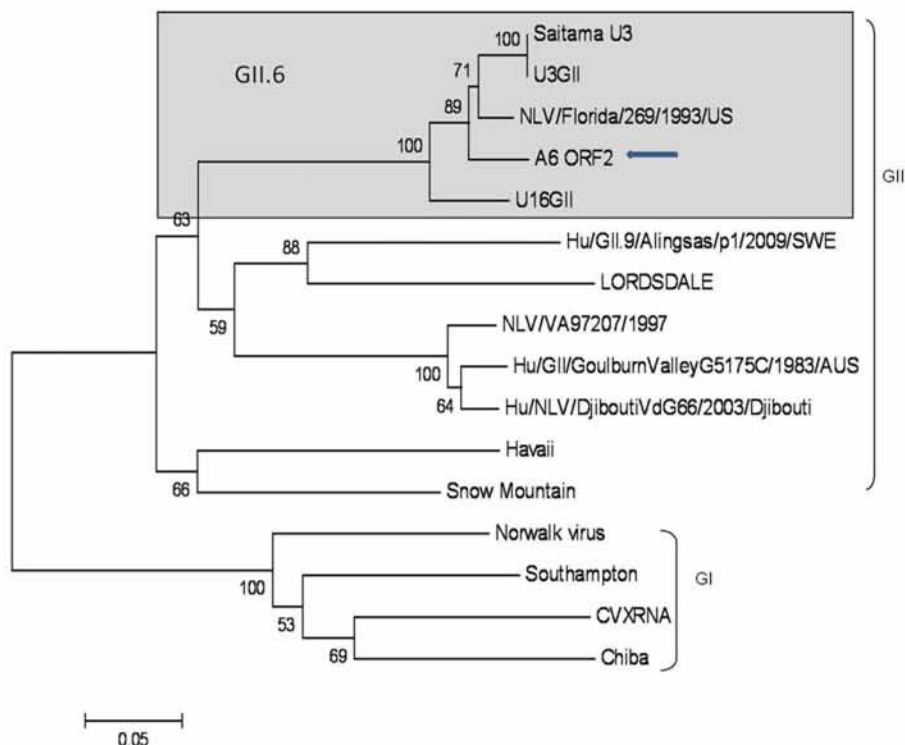 100
Saitama U3
U3GII
71
GII.6
89
NLV/Florida/269/1993/US
100
A6 ORF2
U16GII
GII
63
88
Hu/GII.9/Alingsas/p1/2009/SWE
LORDSDALE
59
NLV/VA97207/1997
100
Hu/GII/GoulburnValleyG5175C/1983/AUS
64
Hu/NLV/DjiboutiVdG66/2003/Djibouti
Havaii
66
Snow Mountain
Norwalk virus
100
Southampton
GI
53
CVXRNA
69
Chiba
0.05